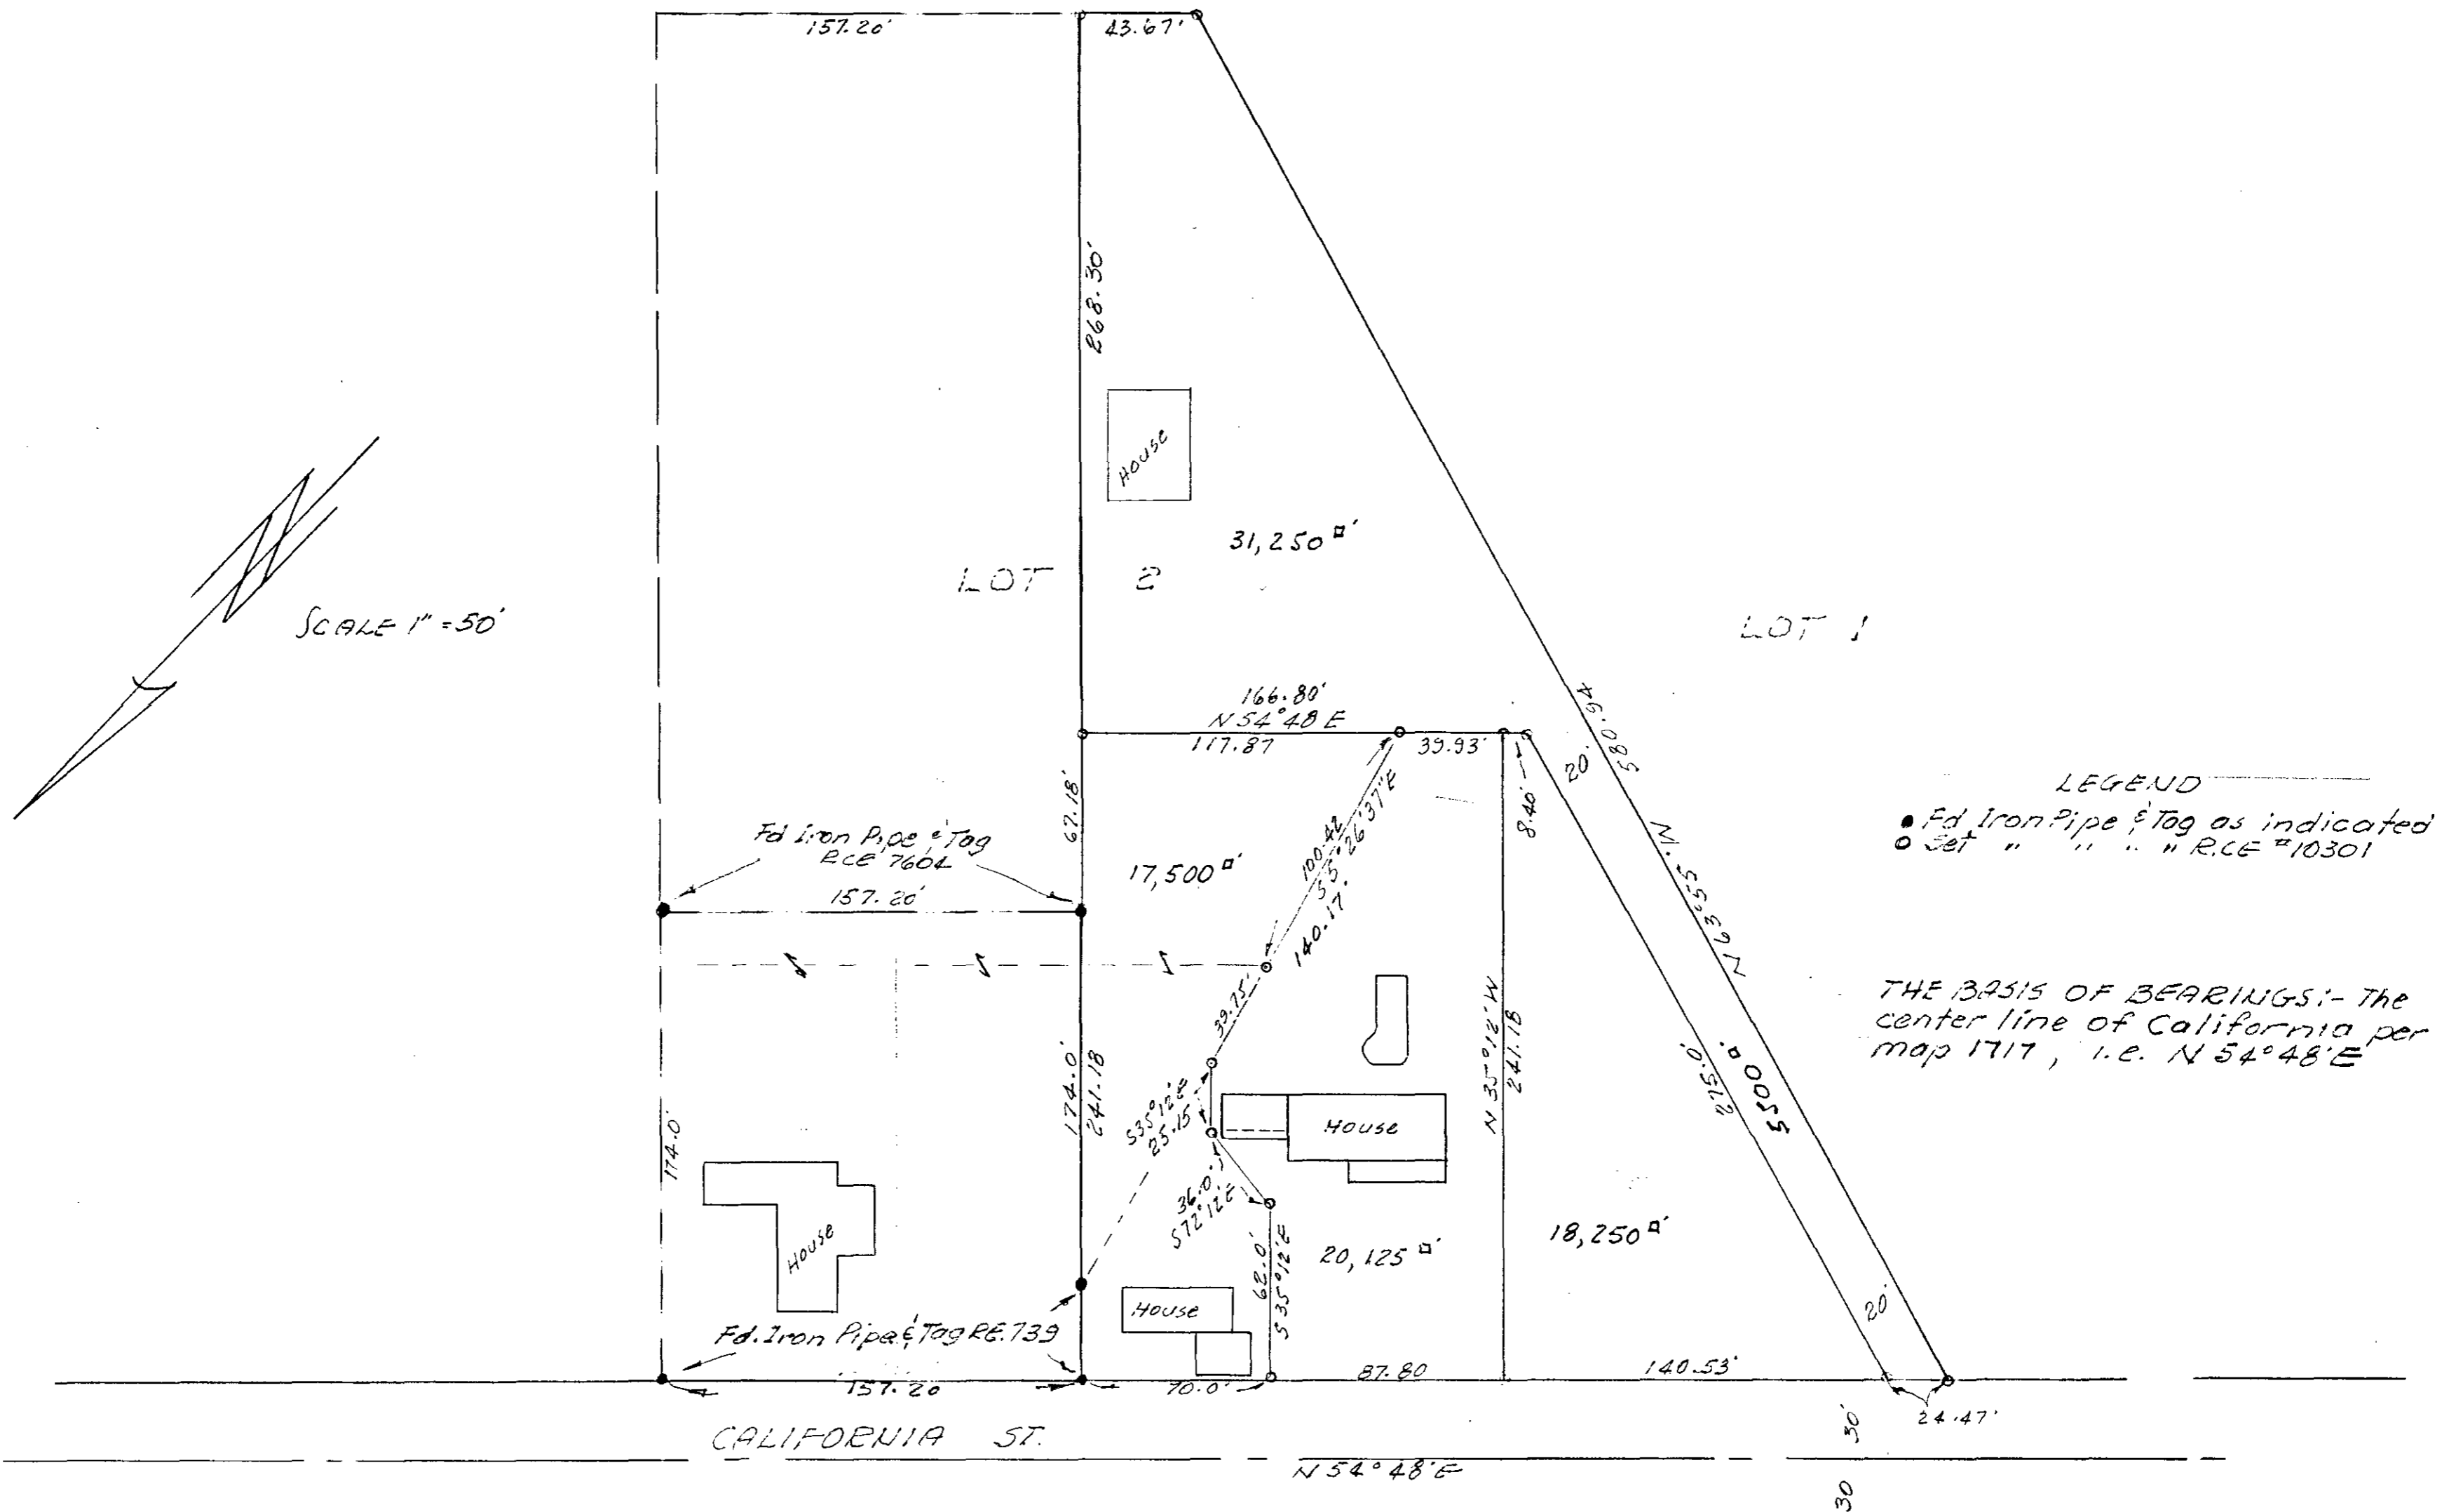 157.20'
43.67'
268.30'
House
31,250 □'
LOT 2
SCALE 1" = 50'
LOT 1
166.80'
N 54° 48' E
117.87
39.93'
8.40'
20'
580.94
N 63° 55' W
LEGEND
● Fd. Iron Pipe & Tag as indicated
○ Set " " " " R.C.E #10301
67.18'
Fd Iron Pipe & Tag
RCE 7604
157.20'
17,500 □'
100.42
S 5° 26' 37" E
140.17'
39.75'
THE BASIS OF BEARINGS:- The
center line of California per
map 1717, i.e. N 54° 48' E
N 35° 12' W
241.18
275.0'
5500 □'
174.0'
174.0'
241.18
S35° 12' E
25.15
House
36.0'
S72° 12' E
62.0'
S 35° 12' E
20,125 □'
18,250 □'
House
House
20'
Fd. Iron Pipe & Tag RE. 739
157.20
70.0'
87.80
140.53'
24.47'
CALIFORNIA ST.
30'
N 54° 48' E
30